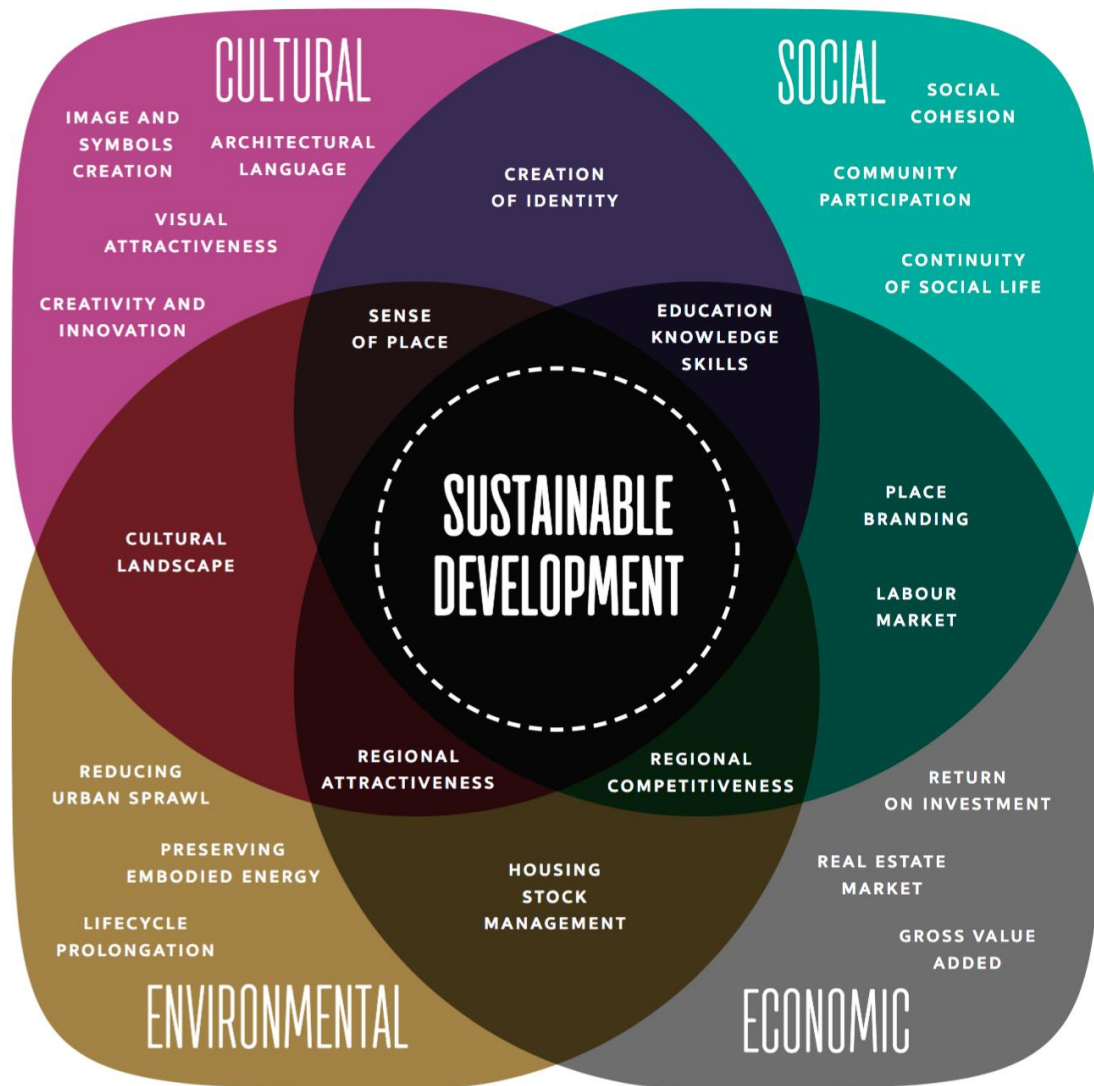 CULTURAL
IMAGE AND
SYMBOLS
CREATION
ARCHITECTURAL
LANGUAGE
VISUAL
ATTRACTIVENESS
CREATIVITY AND
INNOVATION
CREATION
OF IDENTITY
SOCIAL
SOCIAL
COHESION
COMMUNITY
PARTICIPATION
CONTINUITY
OF SOCIAL LIFE
SENSE
OF PLACE
EDUCATION
KNOWLEDGE
SKILLS
CULTURAL
LANDSCAPE
SUSTAINABLE
DEVELOPMENT
PLACE
BRANDING
LABOUR
MARKET
REGIONAL
ATTRACTIVENESS
REGIONAL
COMPETITIVENESS
REDUCING
URBAN SPRAWL
PRESERVING
EMBODIED ENERGY
LIFECYCLE
PROLONGATION
ENVIRONMENTAL
HOUSING
STOCK
MANAGEMENT
RETURN
ON INVESTMENT
REAL ESTATE
MARKET
GROSS VALUE
ADDED
ECONOMIC